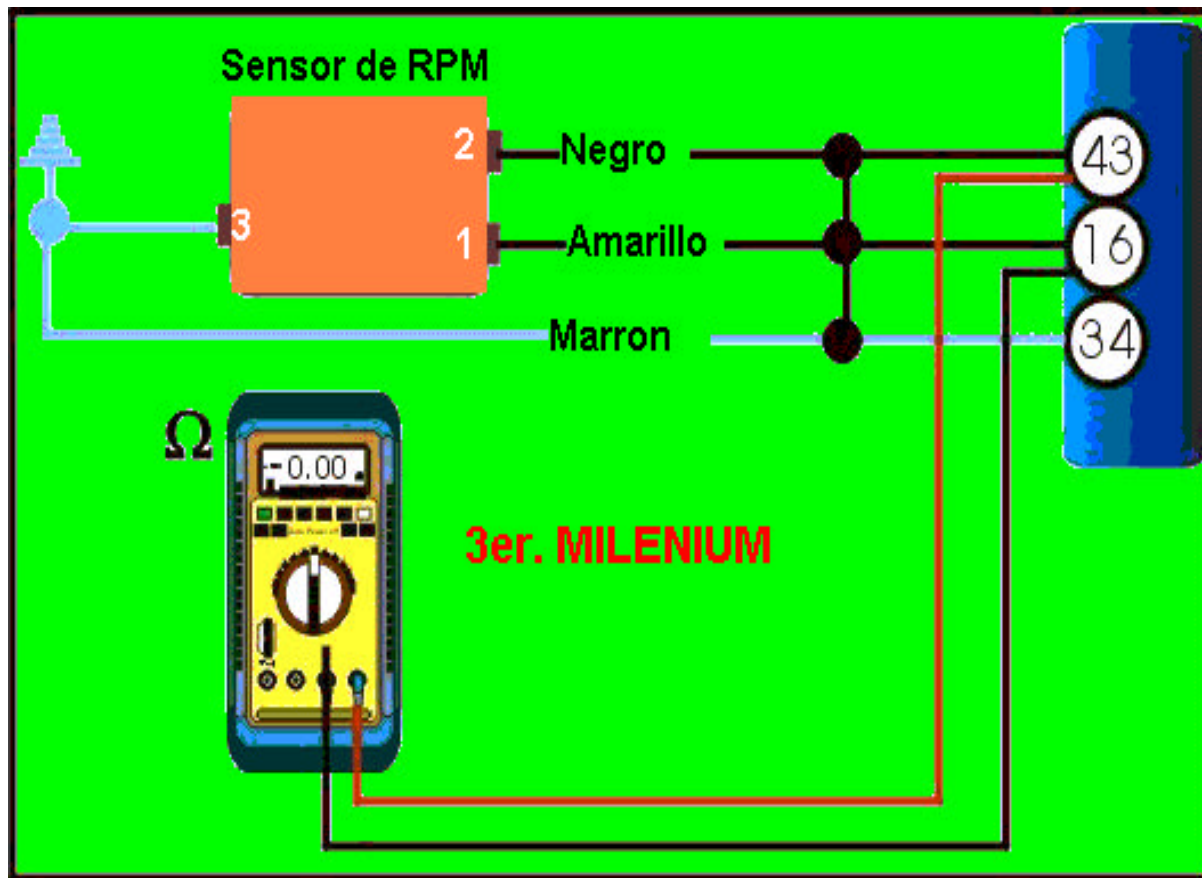 Sensor de RPM
2
Negro
43
3
1
Amarillo
16
Marron
34
Ω
0.00
3er. MILENIUM